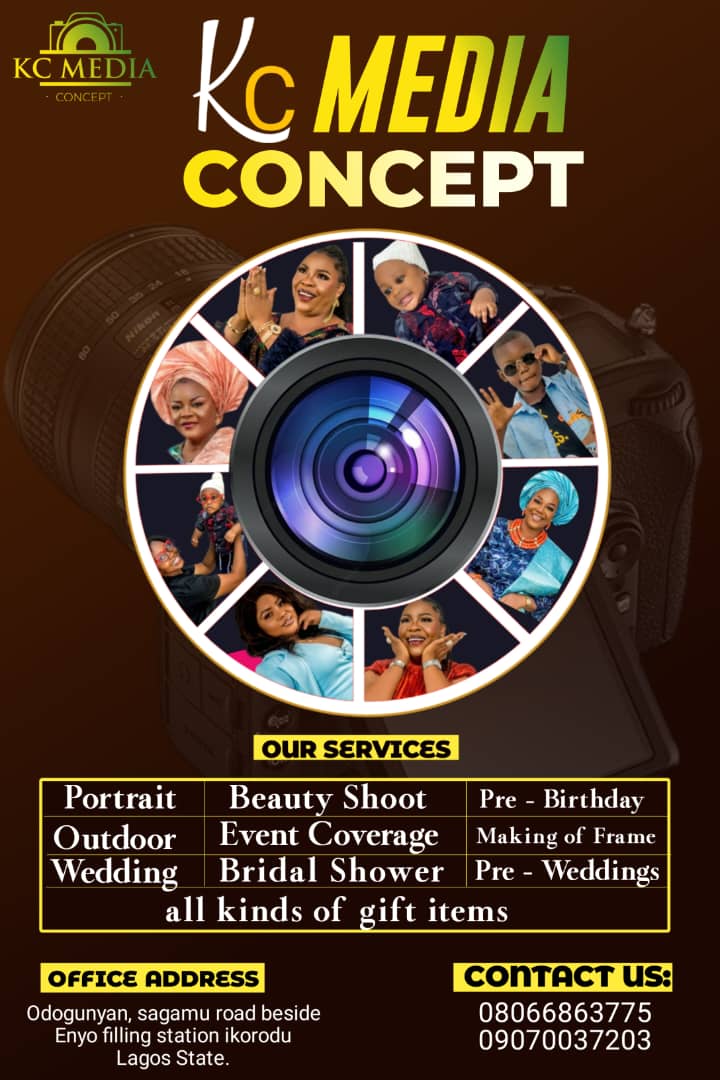 KC MEDIA
· CONCEPT ·
Kc MEDIA
CONCEPT
Nikon
OUR SERVICES
Portrait Beauty Shoot Pre - Birthday
Outdoor Event Coverage Making of Frame
Wedding Bridal Shower Pre - Weddings
all kinds of gift items
OFFICE ADDRESS
Odogunyan, sagamu road beside
Enyo filling station ikorodu
Lagos State.
CONTACT US:
08066863775
09070037203